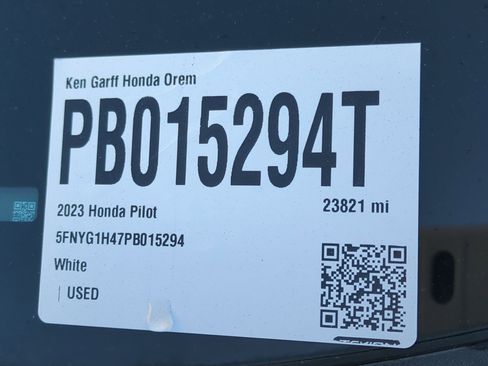 Ken Garff Honda Orem
PB015294T
2023 Honda Pilot
23821 mi
5FNYG1H47PB015294
White
| USED